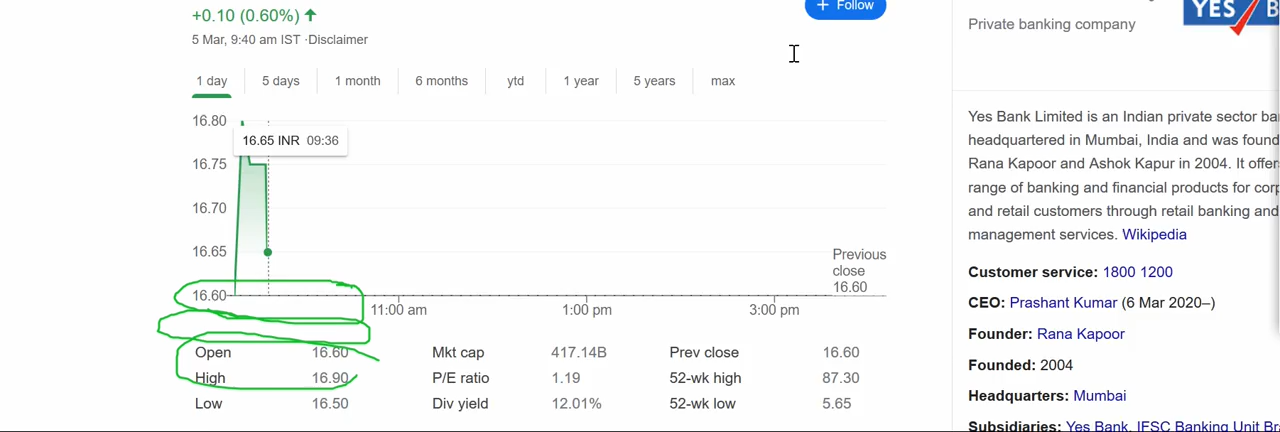 +0.10 (0.60%)
+ Follow
5 Mar, 9:40 am IST ·Disclaimer
1 day 5 days 1 month 6 months ytd 1 year 5 years max
16.80
16.65 INR 09:36
16.75
16.70
16.65
16.60
Previous
close
16.60
11:00 am 1:00 pm 3:00 pm
Open 16.60 Mkt cap 417.14B Prev close 16.60
High 16.90 P/E ratio 1.19 52-wk high 87.30
Low 16.50 Div yield 12.01% 52-wk low 5.65
YES B
Private banking company
Yes Bank Limited is an Indian private sector ba
headquartered in Mumbai, India and was found
Rana Kapoor and Ashok Kapur in 2004. It offer
range of banking and financial products for corp
and retail customers through retail banking and
management services. Wikipedia
Customer service: 1800 1200
CEO: Prashant Kumar (6 Mar 2020–)
Founder: Rana Kapoor
Founded: 2004
Headquarters: Mumbai
Subsidiaries: Yes Bank, IFSC Banking Unit Br